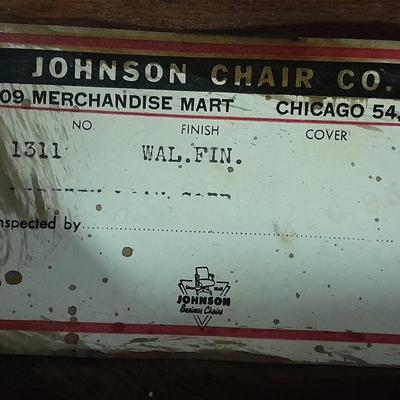 JOHNSON CHAIR CO.
09 MERCHANDISE MART CHICAGO 54,
NO. FINISH COVER
1311 WAL.FIN.
nspected by
JOHNSON
Business Chairs